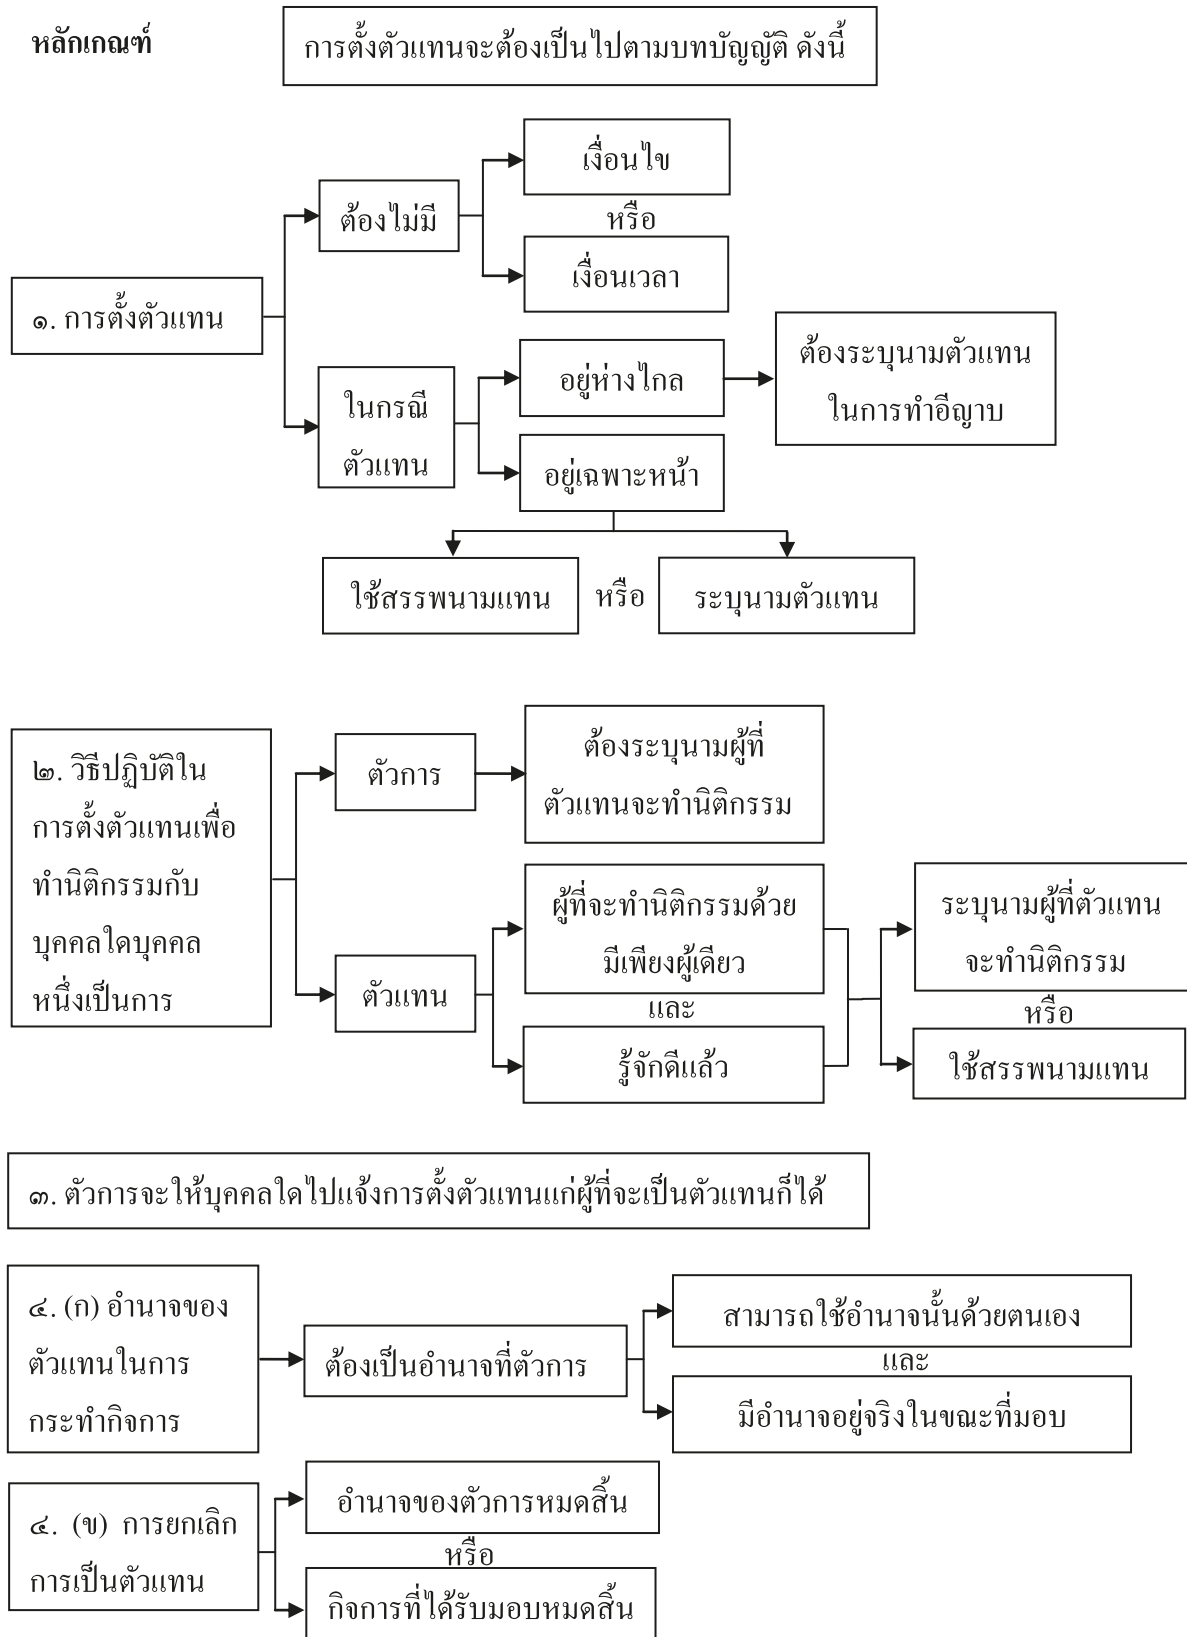 หลักเกณฑ์
การตั้งตัวแทนจะต้องเป็นไปตามบทบัญญัติ ดังนี้
๑. การตั้งตัวแทน
ต้องไม่มี
เงื่อนไข
หรือ
เงื่อนเวลา
ในกรณี
ตัวแทน
อยู่ห่างไกล
ต้องระบุนามตัวแทน
ในการทำอีญาบ
อยู่เฉพาะหน้า
ใช้สรรพนามแทน
หรือ
ระบุนามตัวแทน
๒. วิธีปฏิบัติใน
การตั้งตัวแทนเพื่อ
ทำนิติกรรมกับ
บุคคลใดบุคคล
หนึ่งเป็นการ
ตัวการ
ต้องระบุนามผู้ที่
ตัวแทนจะทำนิติกรรม
ตัวแทน
ผู้ที่จะทำนิติกรรมด้วย
มีเพียงผู้เดียว
และ
รู้จักดีแล้ว
ระบุนามผู้ที่ตัวแทน
จะทำนิติกรรม
หรือ
ใช้สรรพนามแทน
๓. ตัวการจะให้บุคคลใดไปแจ้งการตั้งตัวแทนแก่ผู้ที่จะเป็นตัวแทนก็ได้
๔. (ก) อำนาจของ
ตัวแทนในการ
กระทำกิจการ
ต้องเป็นอำนาจที่ตัวการ
สามารถใช้อำนาจนั้นด้วยตนเอง
และ
มีอำนาจอยู่จริงในขณะที่มอบ
๔. (ข) การยกเลิก
การเป็นตัวแทน
อำนาจของตัวการหมดสิ้น
หรือ
กิจการที่ได้รับมอบหมดสิ้น